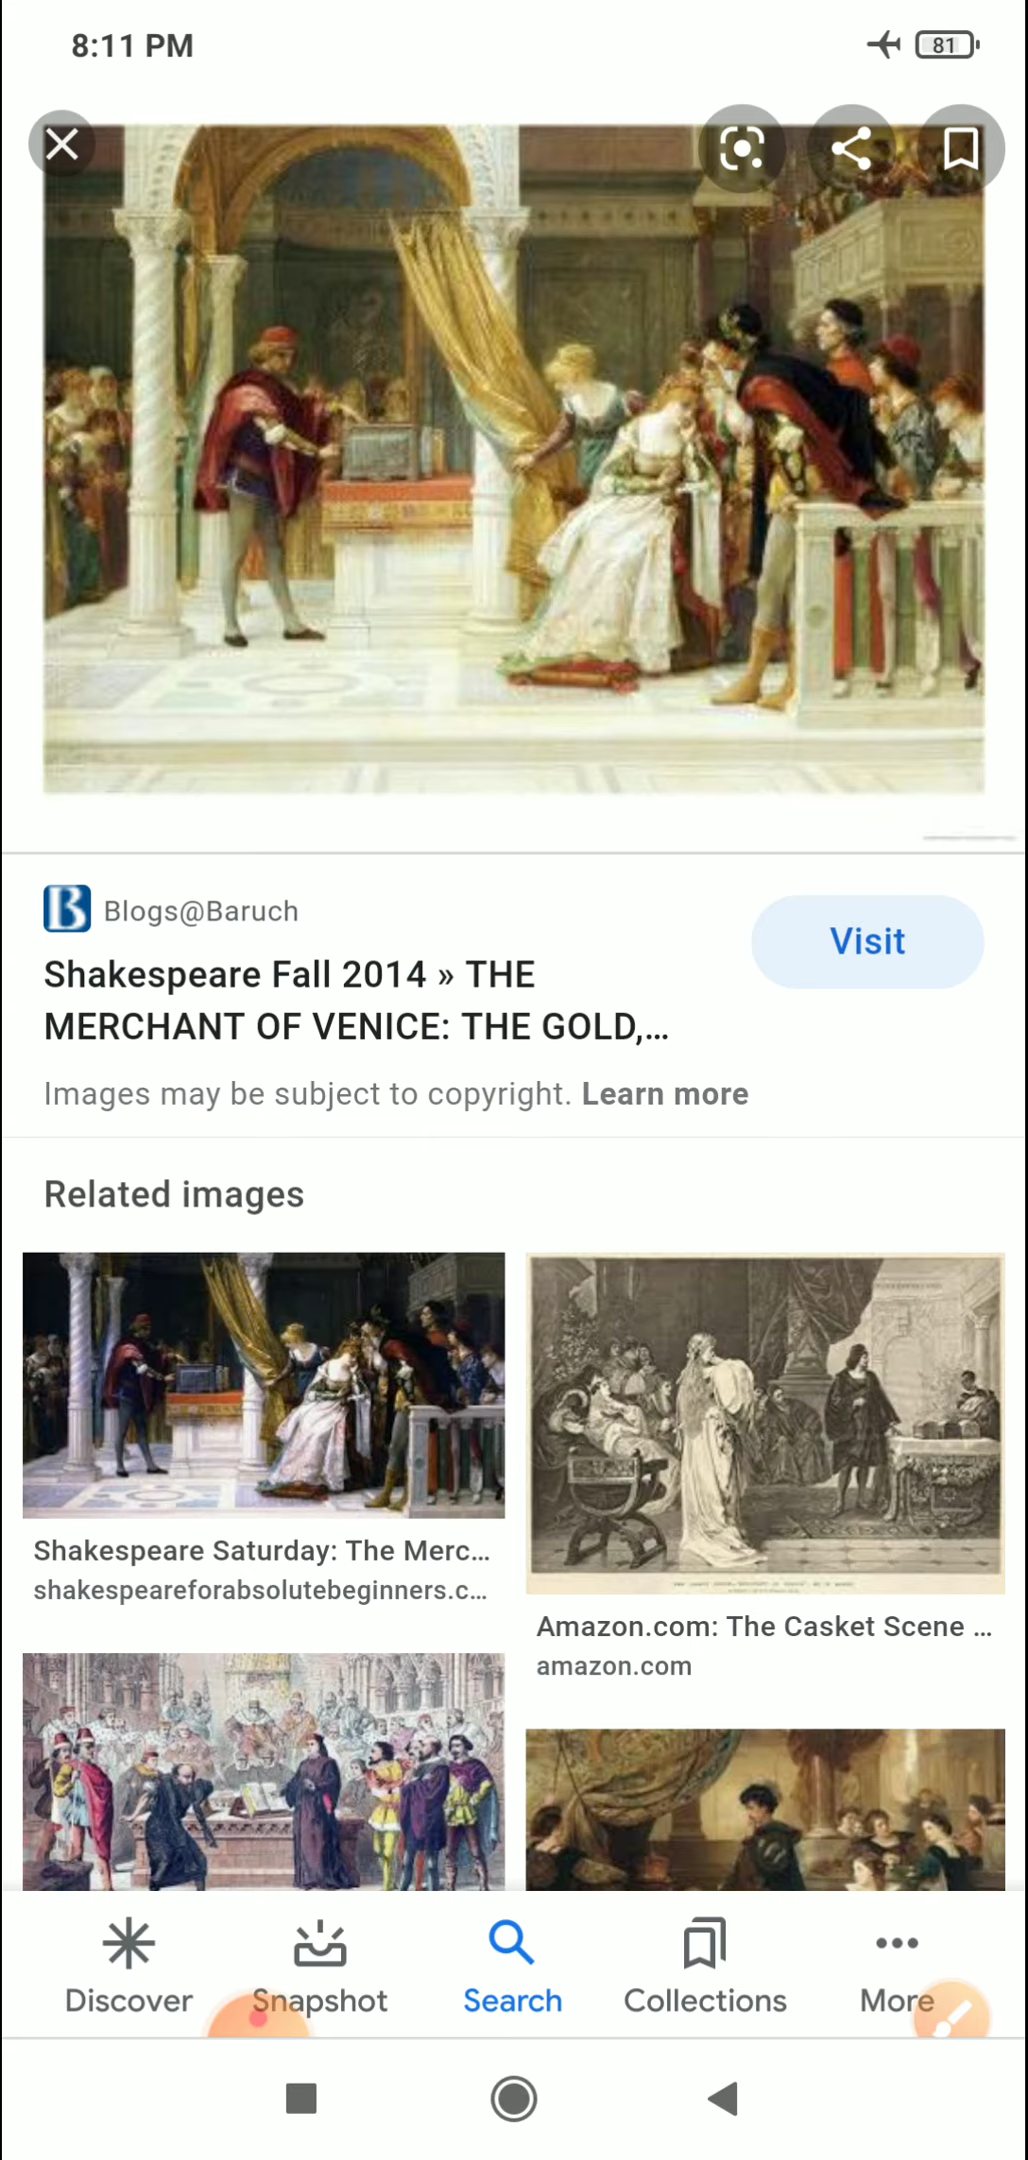 8:11 PM
81
B Blogs@Baruch
Visit
Shakespeare Fall 2014 » THE
MERCHANT OF VENICE: THE GOLD,...
Images may be subject to copyright. Learn more
Related images
Shakespeare Saturday: The Merc...
shakespeareforabsolutebeginners.c...
Amazon.com: The Casket Scene ...
amazon.com
Discover
Snapshot
Search
Collections
More